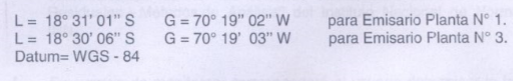 L = 18° 31' 01" S G = 70° 19" 02" W para Emisario Planta N° 1.
L = 18° 30' 06" S G = 70° 19' 03" W para Emisario Planta N° 3.
Datum= WGS - 84